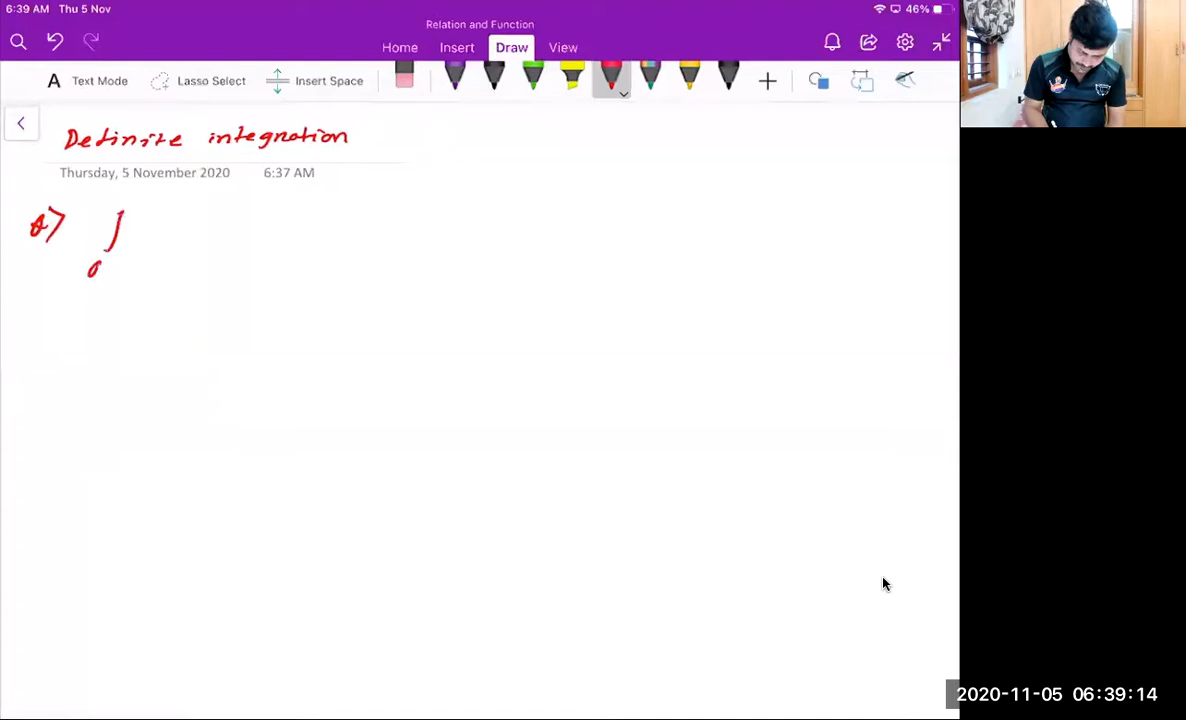 6:39 AM Thu 5 Nov
46%
Relation and Function
Home Insert Draw View
A Text Mode Lasso Select Insert Space
Definite integration
Thursday, 5 November 2020 6:37 AM
Q> ∫
0
2020-11-05 06:39:14